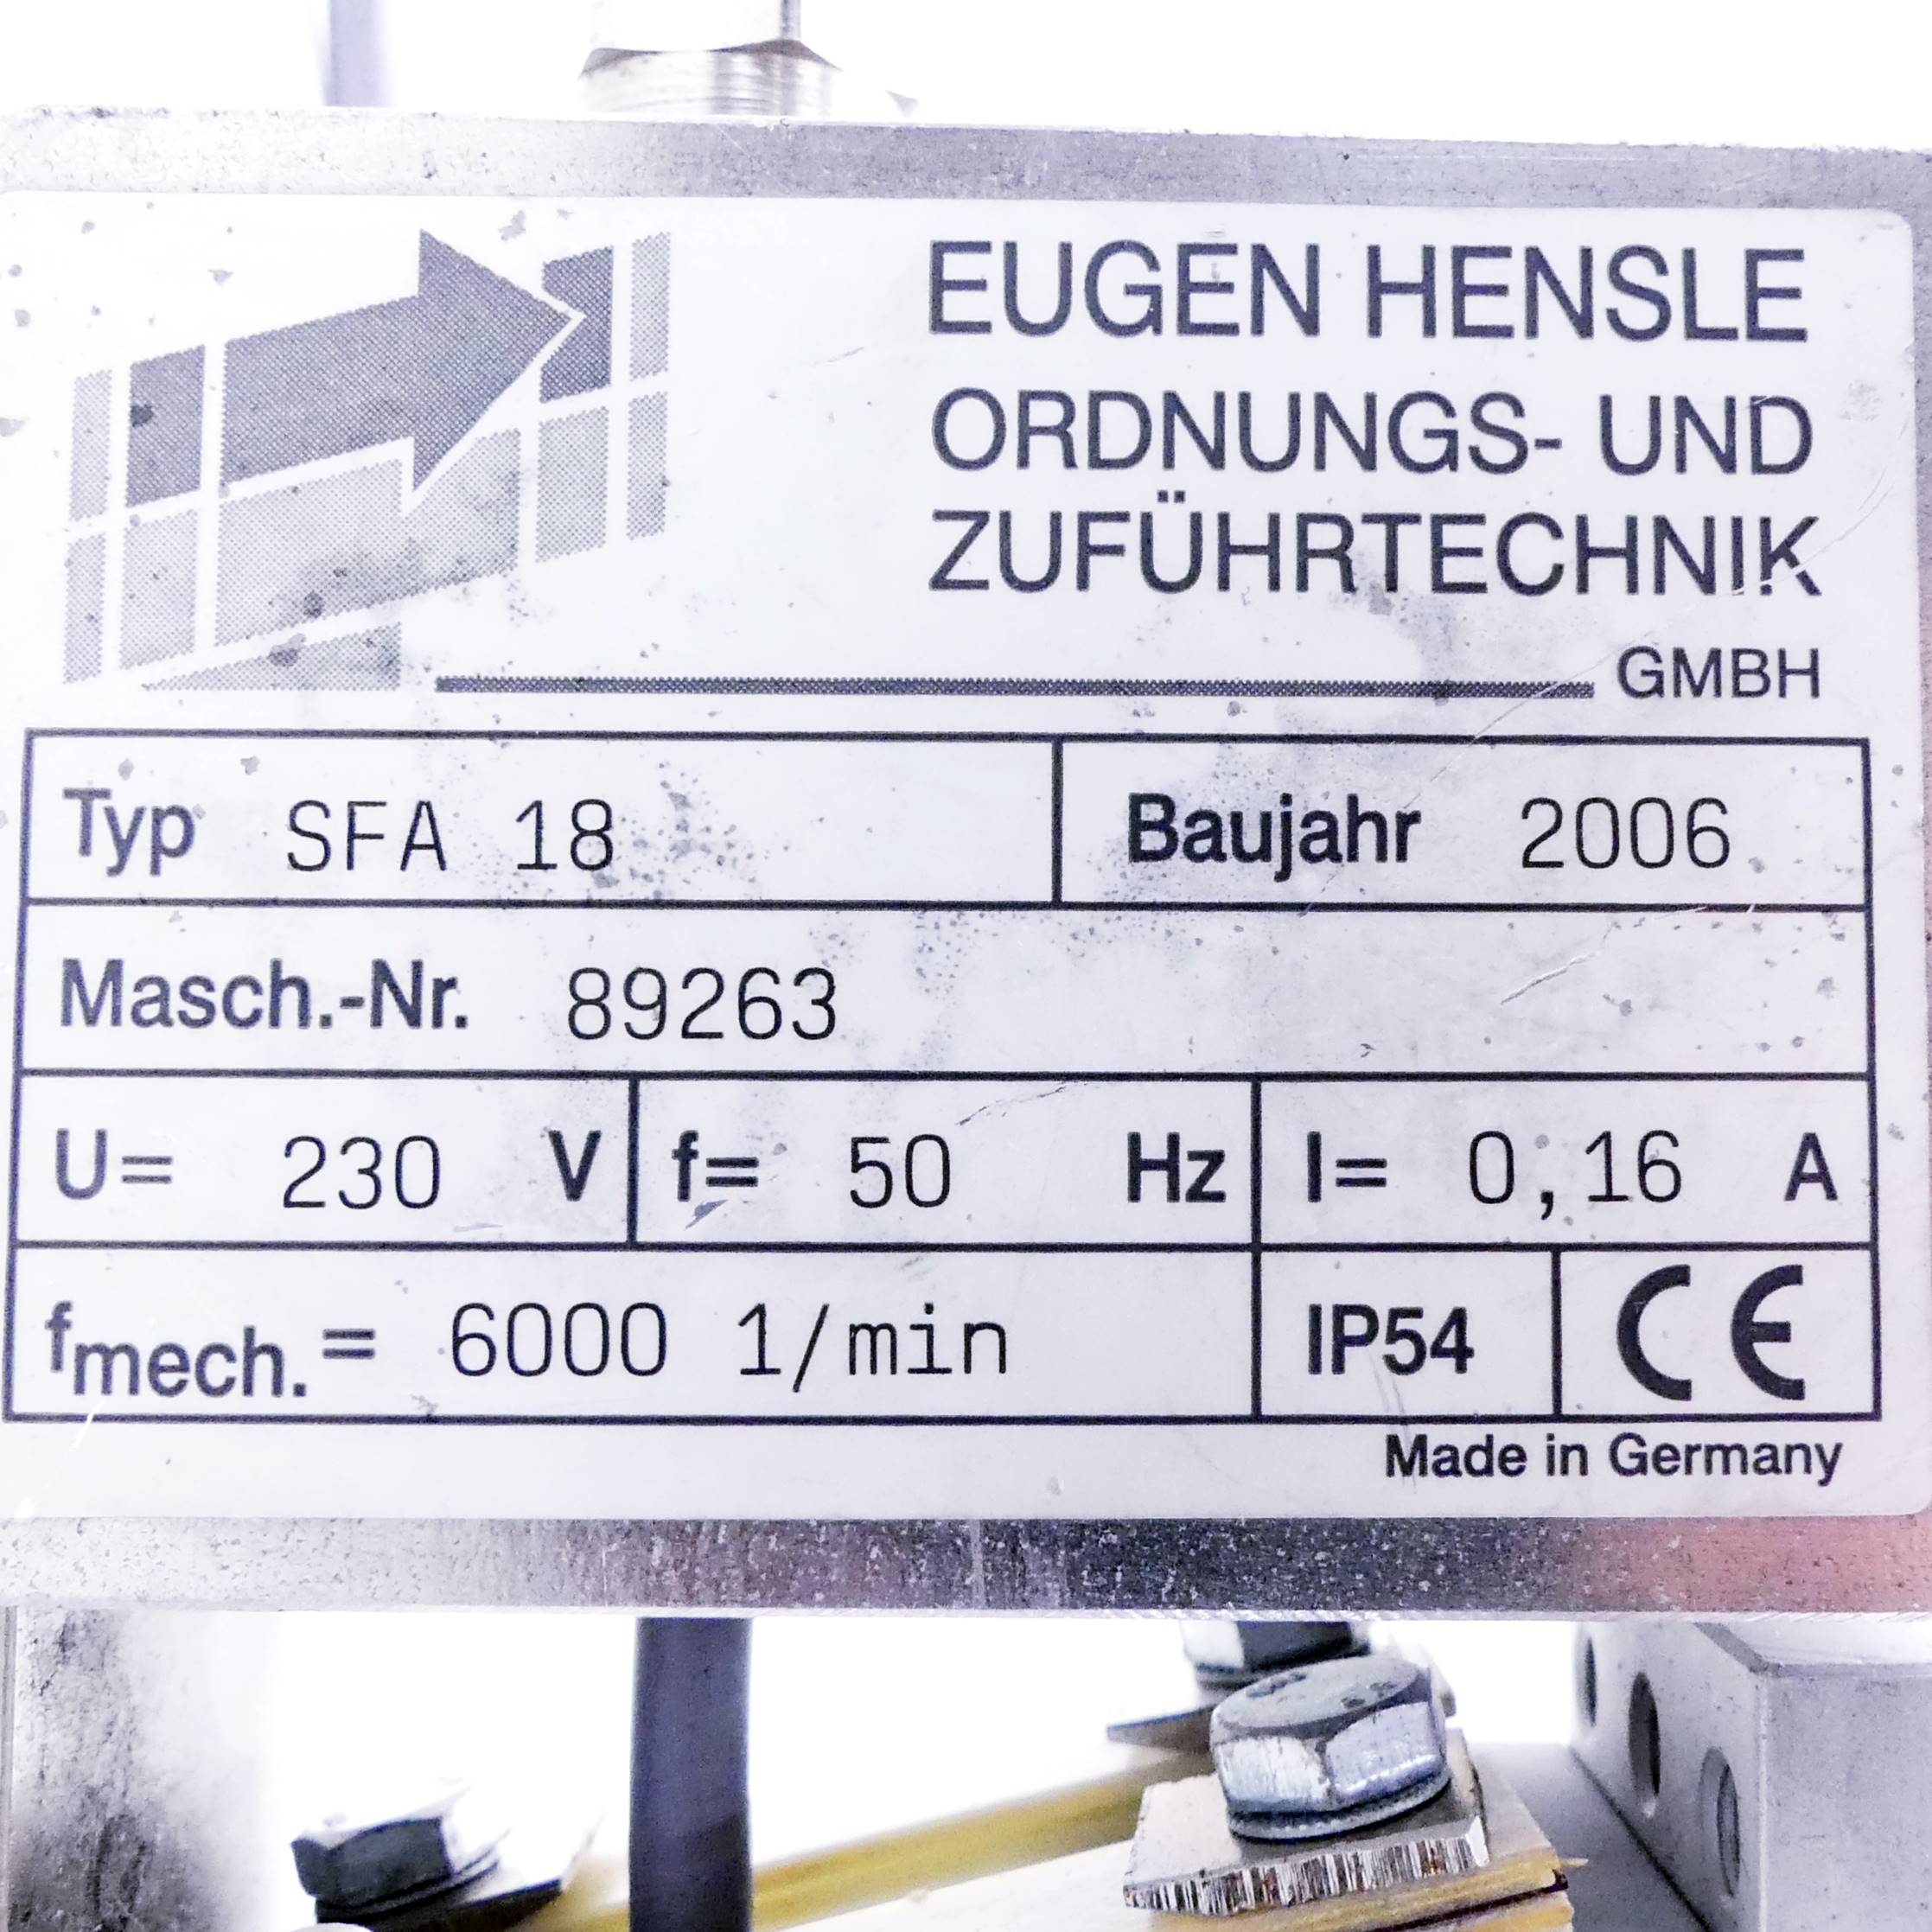 EUGEN HENSLE
ORDNUNGS- UND
ZUFÜHRTECHNIK
GMBH
Typ SFA 18 Baujahr 2006
Masch.-Nr. 89263
U= 230 V f= 50 Hz I= 0,16 A
fmech. = 6000 1/min IP54 CE
Made in Germany